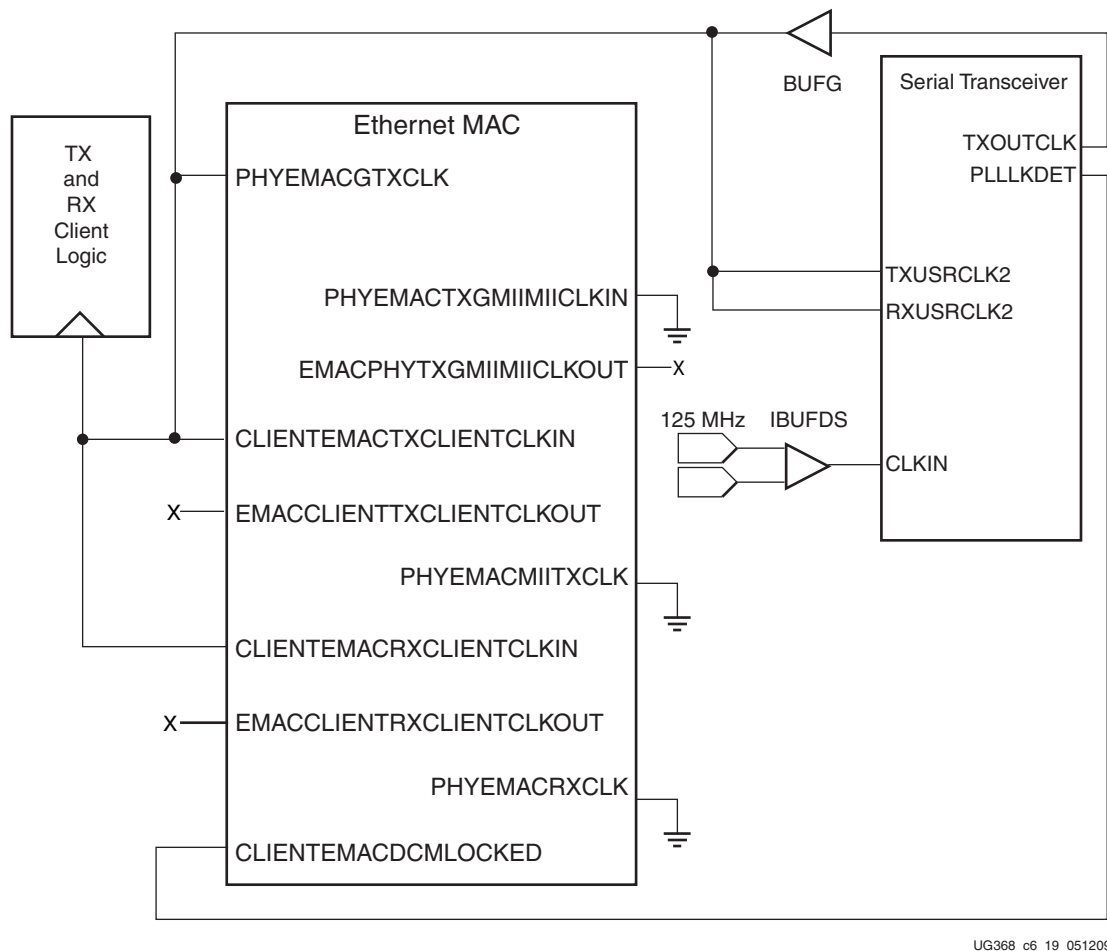 BUFG
Serial Transceiver
TXOUTCLK
PLLLKDET
TXUSRCLK2
RXUSRCLK2
CLKIN
125 MHz
IBUFDS
Ethernet MAC
PHYEMACGTXCLK
PHYEMACTXGMIIMIICLKIN
EMACPHYTXGMIIMIICLKOUT
X
CLIENTEMACTXCLIENTCLKIN
X
EMACCLIENTTXCLIENTCLKOUT
PHYEMACMIITXCLK
CLIENTEMACRXCLIENTCLKIN
X
EMACCLIENTRXCLIENTCLKOUT
PHYEMACRXCLK
CLIENTEMACDCMLOCKED
TX
and
RX
Client
Logic
UG368_c6_19_051209